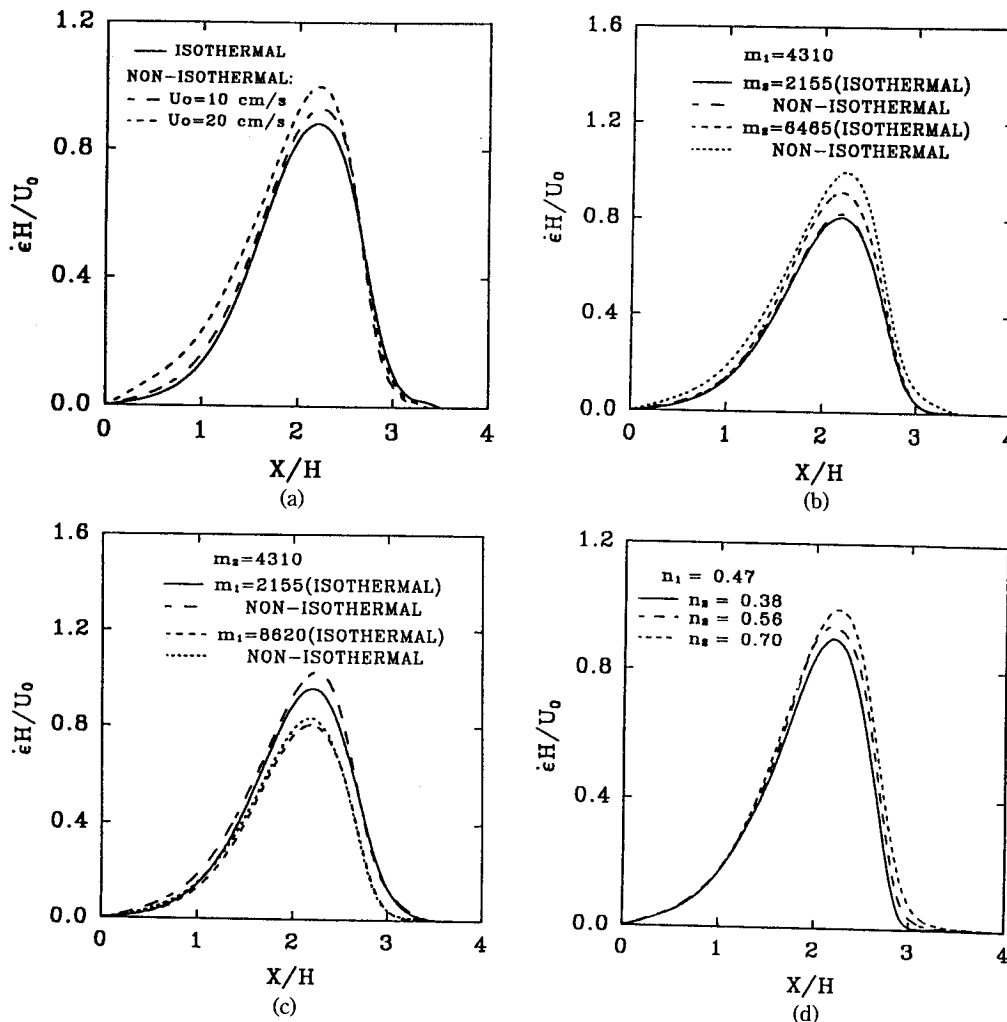 1.2
0.8
0.4
0.0
ε̇H/U₀
ISOTHERMAL
NON-ISOTHERMAL:
Uo=10 cm/s
Uo=20 cm/s
0 1 2 3 4
X/H
(a)
1.6
1.2
0.8
0.4
0.0
ε̇H/U₀
m₁=4310
m₂=2155(ISOTHERMAL)
NON-ISOTHERMAL
m₂=6465(ISOTHERMAL)
NON-ISOTHERMAL
0 1 2 3 4
X/H
(b)
1.6
1.2
0.8
0.4
0.0
ε̇H/U₀
m₂=4310
m₁=2155(ISOTHERMAL)
NON-ISOTHERMAL
m₁=8620(ISOTHERMAL)
NON-ISOTHERMAL
0 1 2 3 4
X/H
(c)
1.2
0.8
0.4
0.0
ε̇H/U₀
n₁ = 0.47
n₂ = 0.38
n₂ = 0.56
n₂ = 0.70
0 1 2 3 4
X/H
(d)